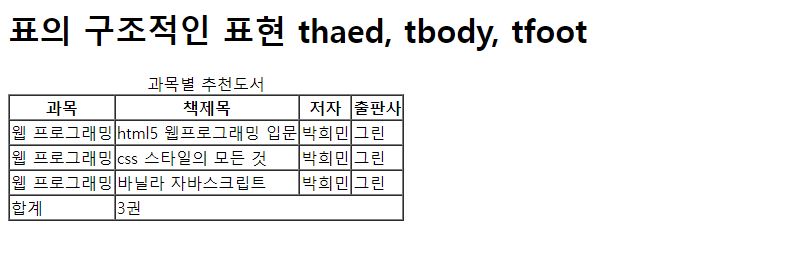 표의 구조적인 표현 thaed, tbody, tfoot
과목별 추천도서
과목 책제목 저자 출판사
웹 프로그래밍 html5 웹프로그래밍 입문 박희민 그린
웹 프로그래밍 css 스타일의 모든 것 박희민 그린
웹 프로그래밍 바닐라 자바스크립트 박희민 그린
합계 3권